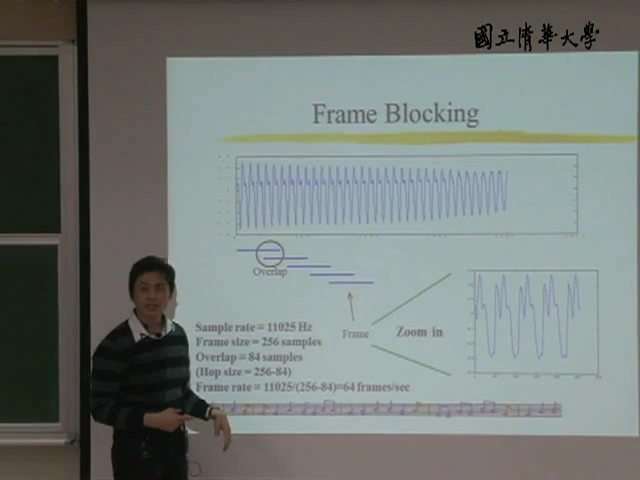 國立清華大學
Frame Blocking
Overlap
Sample rate = 11025 Hz
Frame size = 256 samples
Overlap = 84 samples
(Hop size = 256-84)
Frame rate = 11025/(256-84)=64 frames/sec
Frame
Zoom in